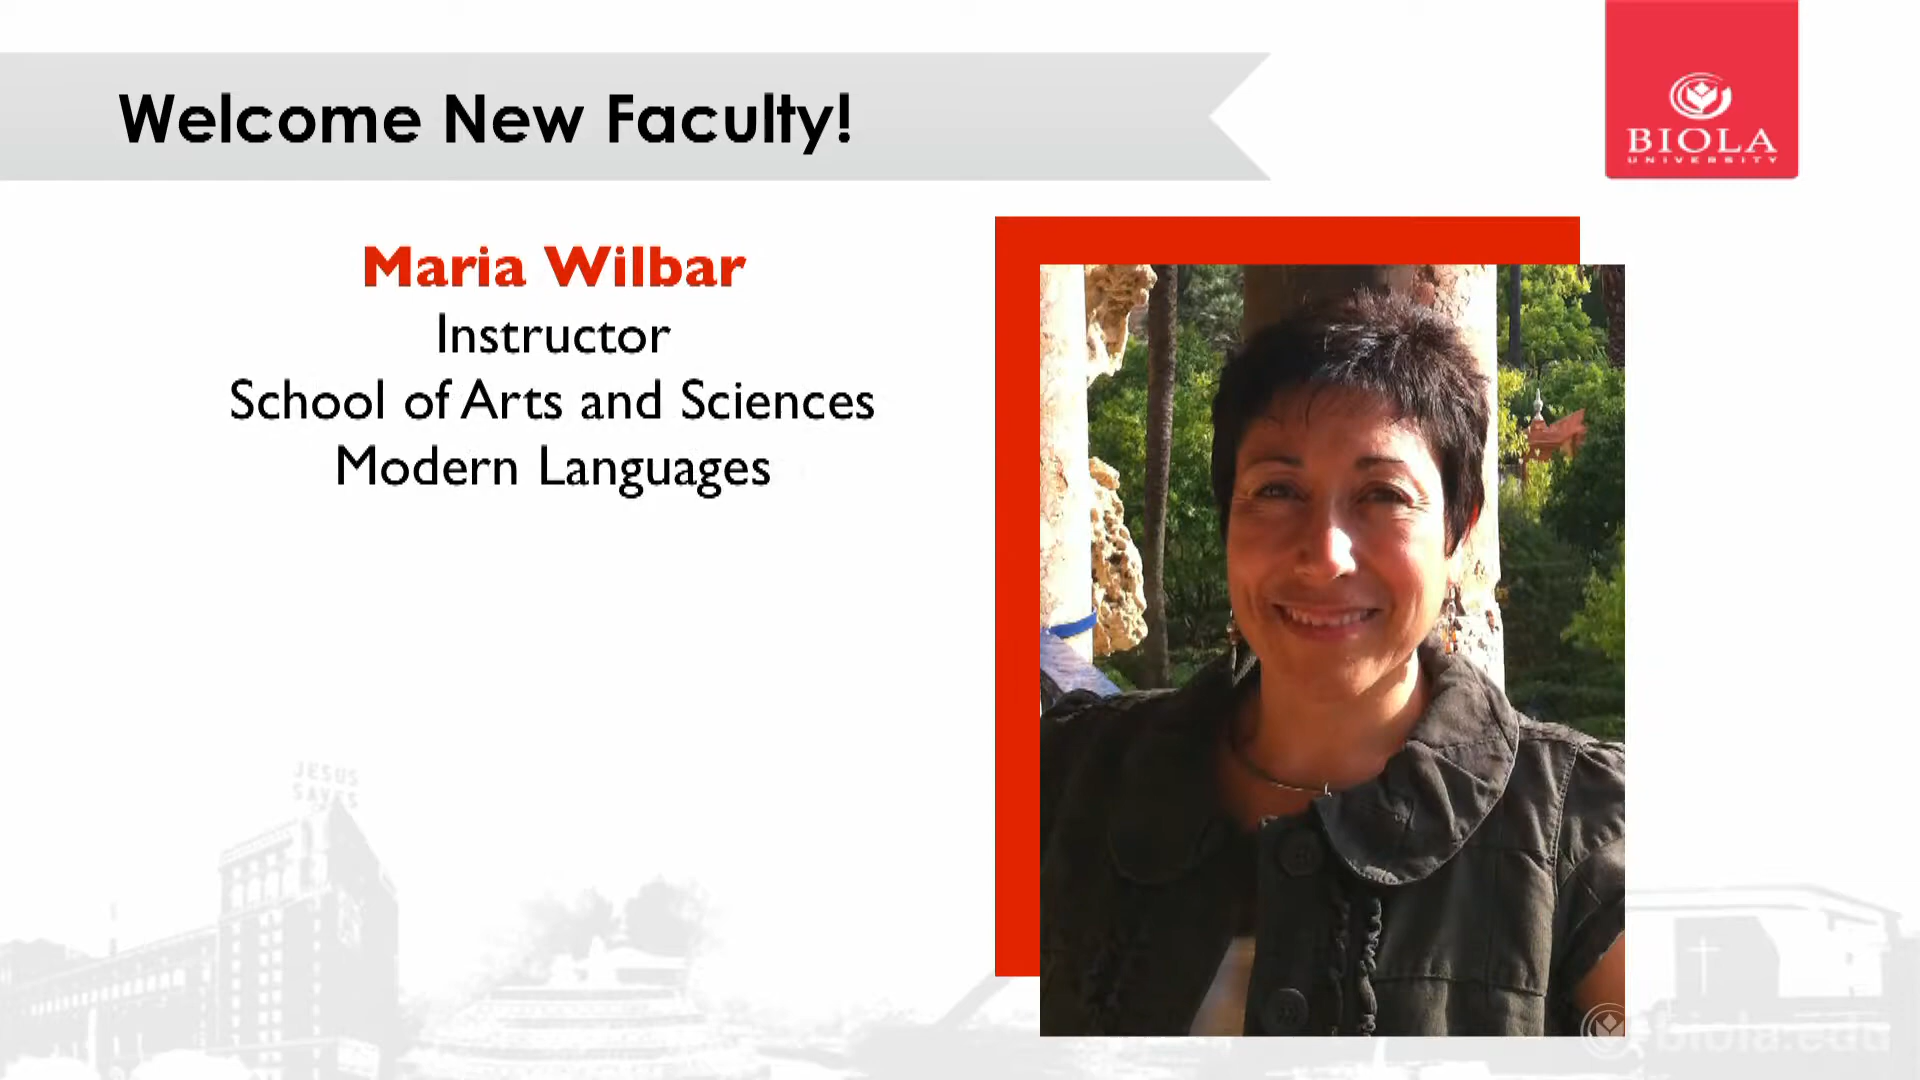 Welcome New Faculty!
BIOLA
UNIVERSITY
Maria Wilbar
Instructor
School of Arts and Sciences
Modern Languages
JESUS
SAVES
biola.edu